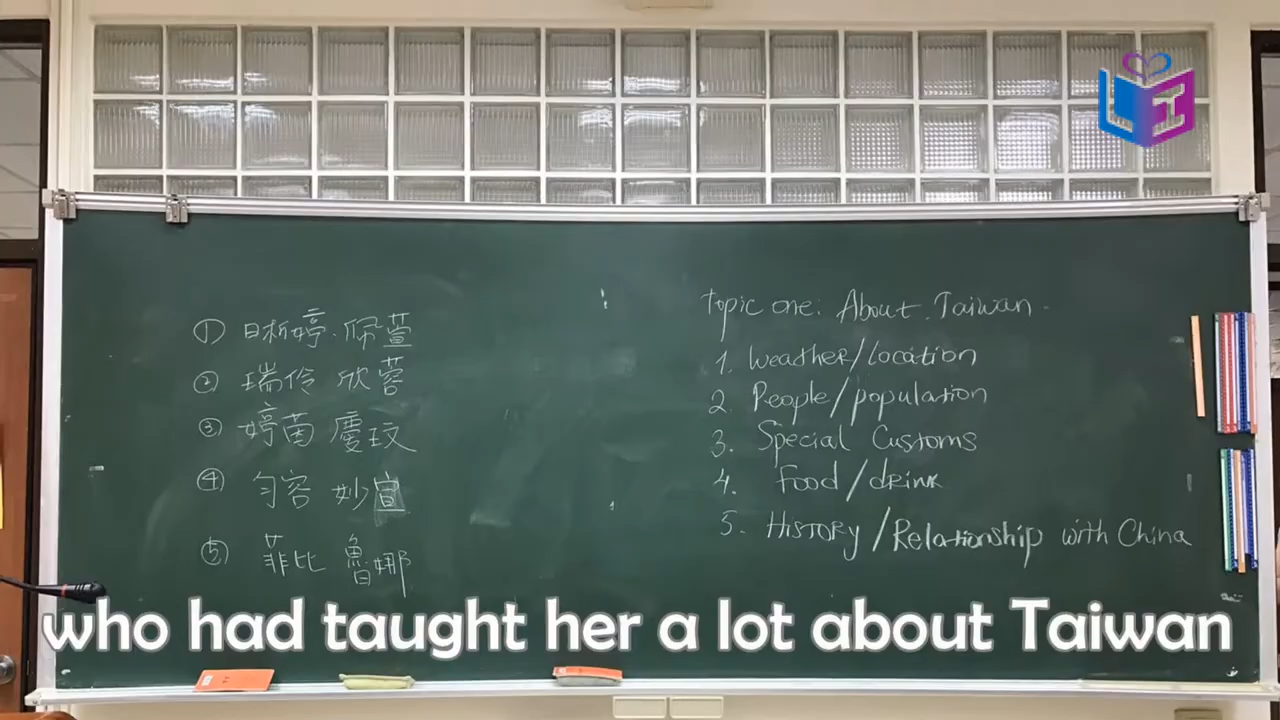 ① 昕婷.佩萱
② 瑞伶 欣蓉
③ 婷茵 慶玟
④ 勻容 妙宣
⑤ 菲比 魯娜
Topic one: About Taiwan.
1. Weather/location
2. People/population
3. Special Customs
4. Food/drink
5. HISTORY/Relationship with China
who had taught her a lot about Taiwan